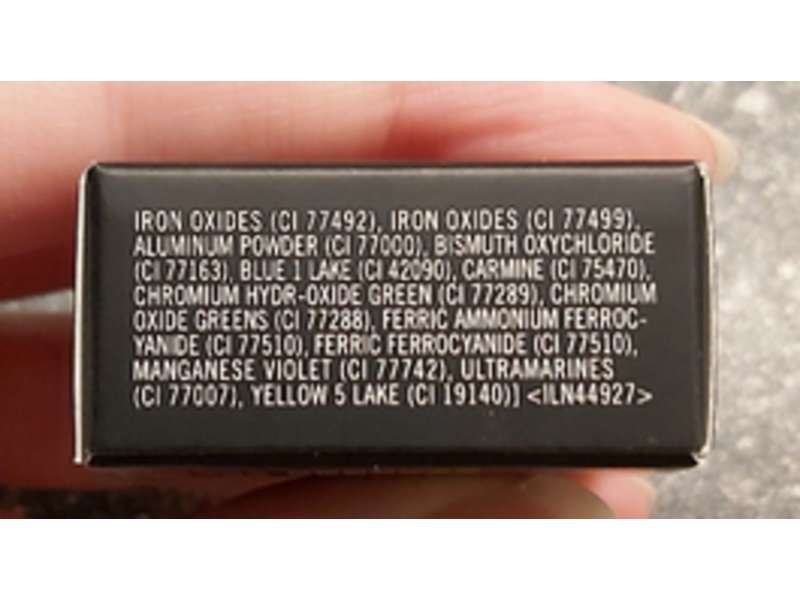 IRON OXIDES (CI 77492), IRON OXIDES (CI 77499),
ALUMINUM POWDER (CI 77000), BISMUTH OXYCHLORIDE
(CI 77163), BLUE 1 LAKE (CI 42090), CARMINE (CI 75470),
CHROMIUM HYDR-OXIDE GREEN (CI 77289), CHROMIUM
OXIDE GREENS (CI 77288), FERRIC AMMONIUM FERROC-
YANIDE (CI 77510), FERRIC FERROCYANIDE (CI 77510),
MANGANESE VIOLET (CI 77742), ULTRAMARINES
(CI 77007), YELLOW 5 LAKE (CI 19140)] <ILN44927>